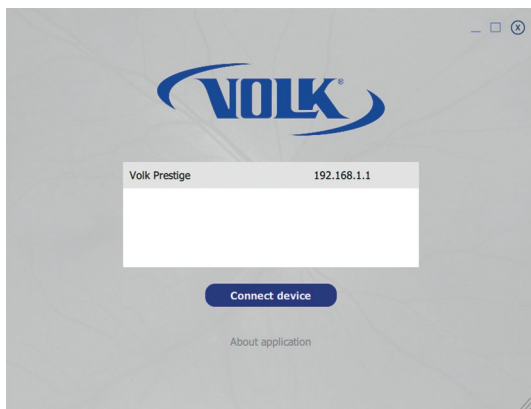 VOLK®
Volk Prestige 192.168.1.1
Connect device
About application